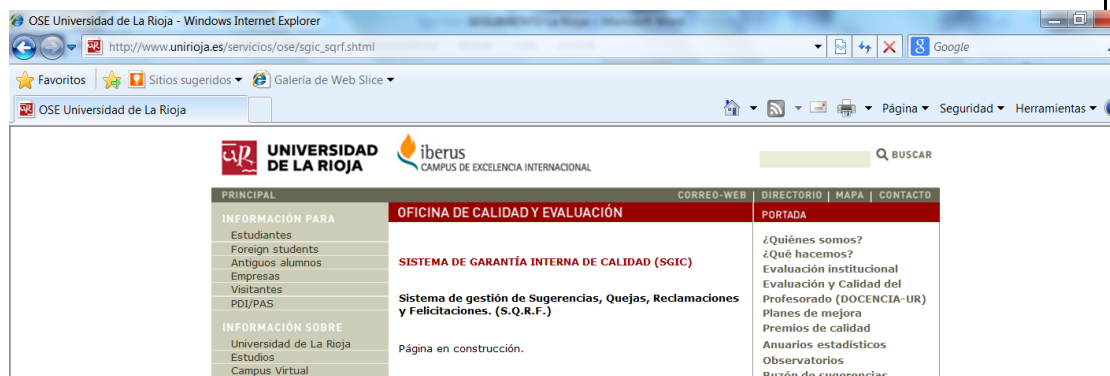 OSE Universidad de La Rioja - Windows Internet Explorer
http://www.unirioja.es/servicios/ose/sgic_sqrf.shtml
Google
Favoritos
Sitios sugeridos
Galería de Web Slice
OSE Universidad de La Rioja
Página
Seguridad
Herramientas
UR UNIVERSIDAD
DE LA RIOJA
iberus
CAMPUS DE EXCELENCIA INTERNACIONAL
BUSCAR
PRINCIPAL
CORREO-WEB | DIRECTORIO | MAPA | CONTACTO
INFORMACIÓN PARA
Estudiantes
Foreign students
Antiguos alumnos
Empresas
Visitantes
PDI/PAS
INFORMACIÓN SOBRE
Universidad de La Rioja
Estudios
Campus Virtual
OFICINA DE CALIDAD Y EVALUACIÓN
SISTEMA DE GARANTÍA INTERNA DE CALIDAD (SGIC)
Sistema de gestión de Sugerencias, Quejas, Reclamaciones
y Felicitaciones. (S.Q.R.F.)
Página en construcción.
PORTADA
¿Quiénes somos?
¿Qué hacemos?
Evaluación institucional
Evaluación y Calidad del
Profesorado (DOCENCIA-UR)
Planes de mejora
Premios de calidad
Anuarios estadísticos
Observatorios
Buzón de sugerencias